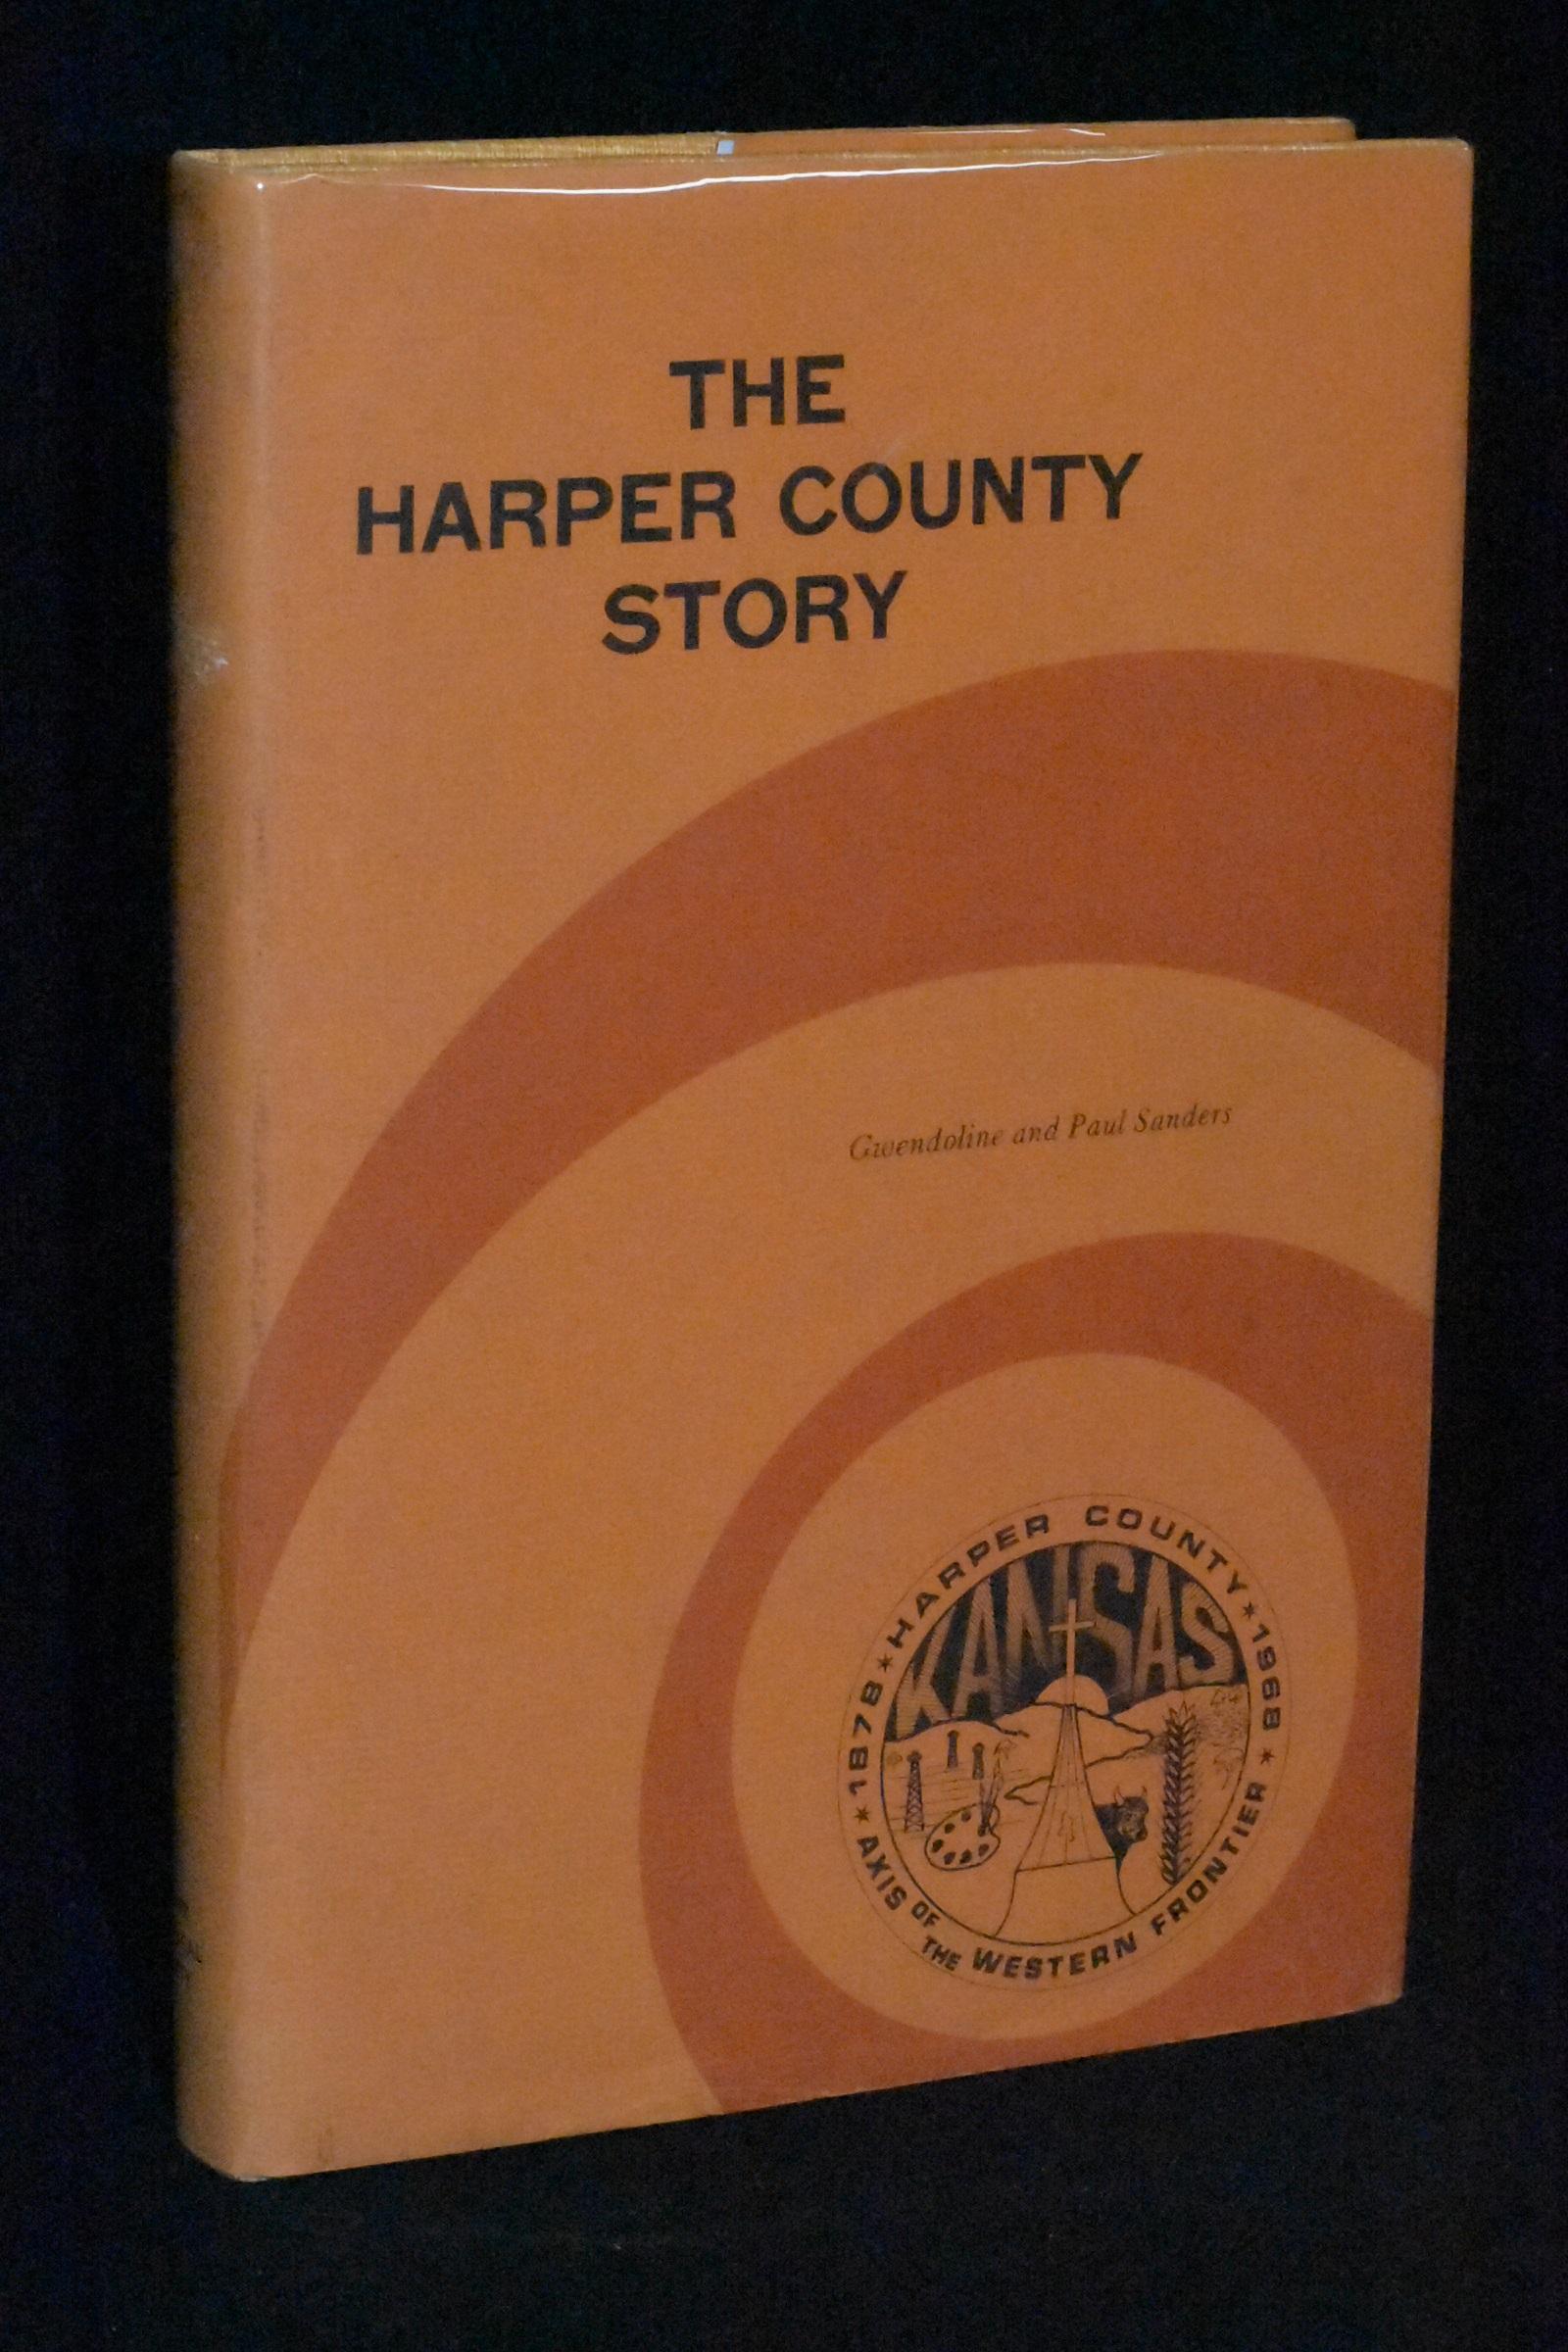 THE
HARPER COUNTY
STORY
Gwendoline and Paul Sanders
★ 1878 ★ HARPER COUNTY ★ 1968 ★
KANSAS
AXIS OF THE WESTERN FRONTIER